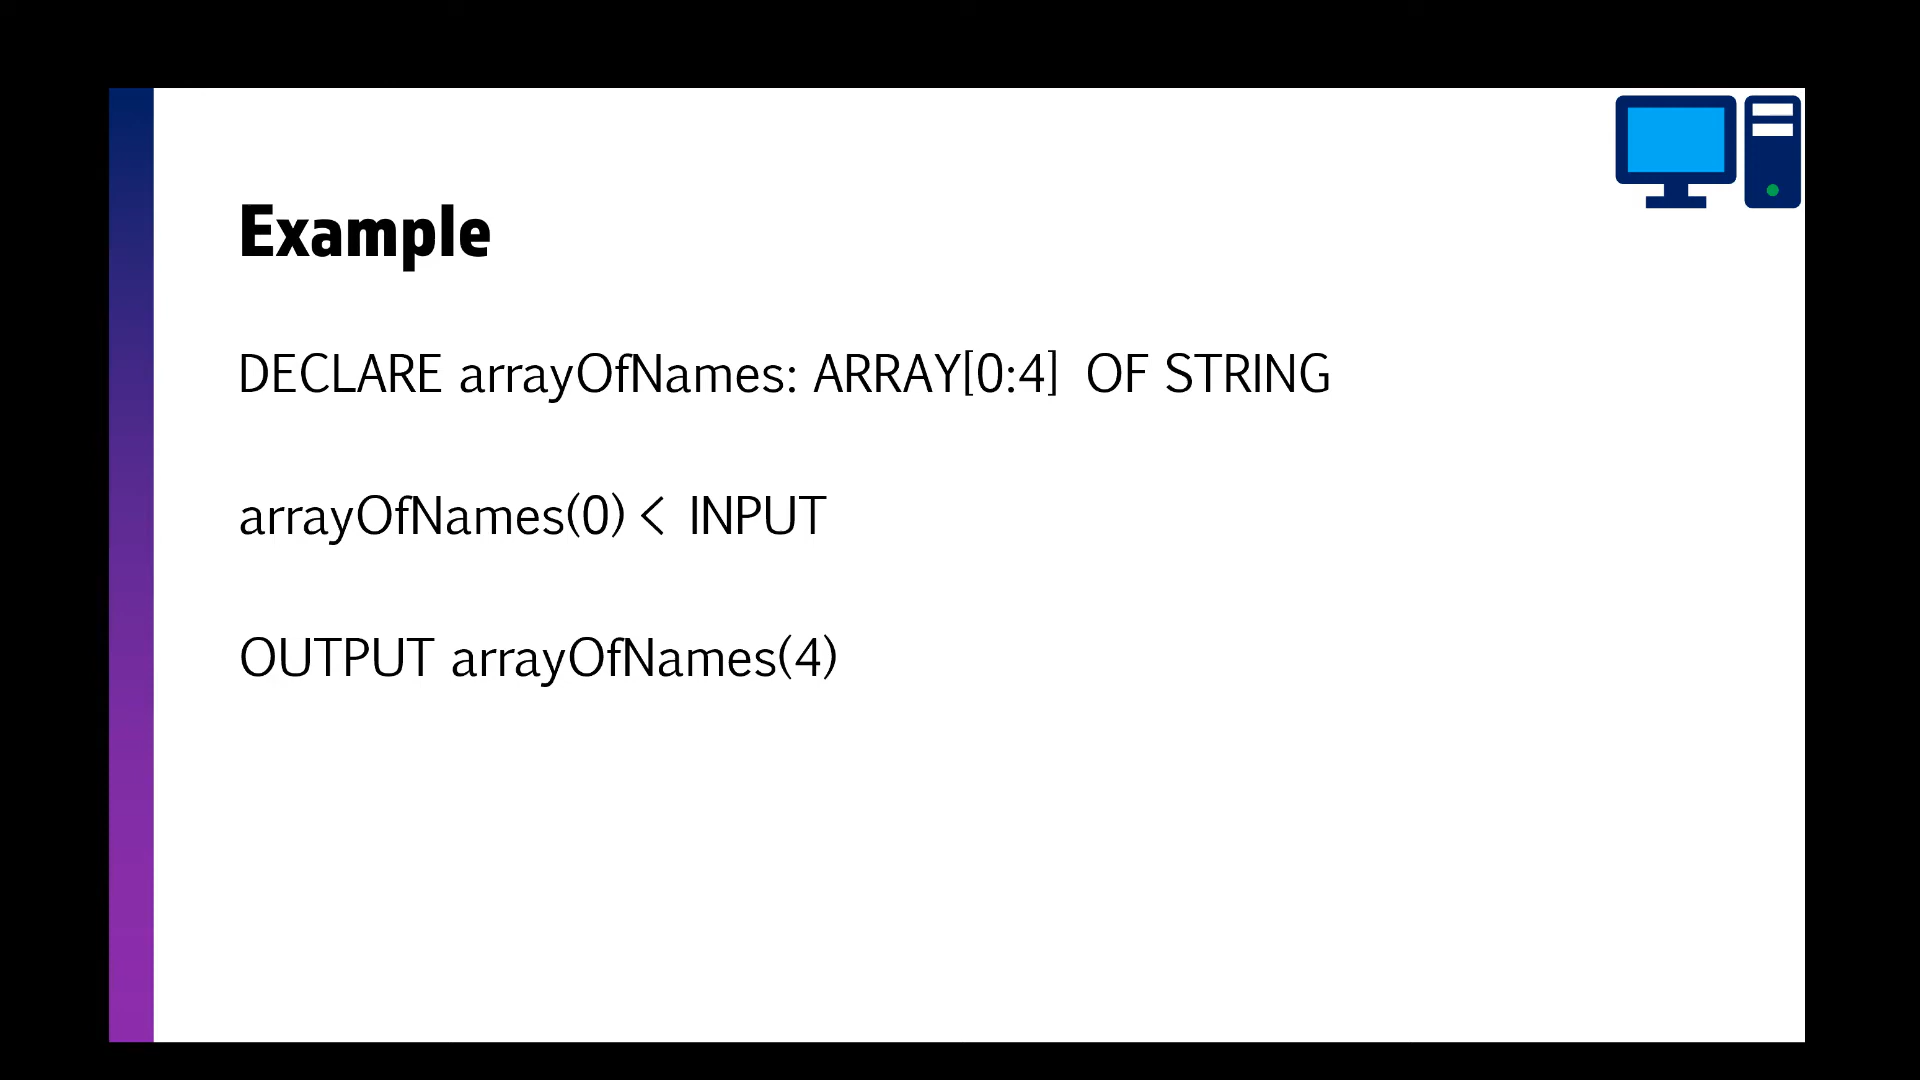 Example
DECLARE arrayOfNames: ARRAY[0:4] OF STRING
arrayOfNames(0) < INPUT
OUTPUT arrayOfNames(4)